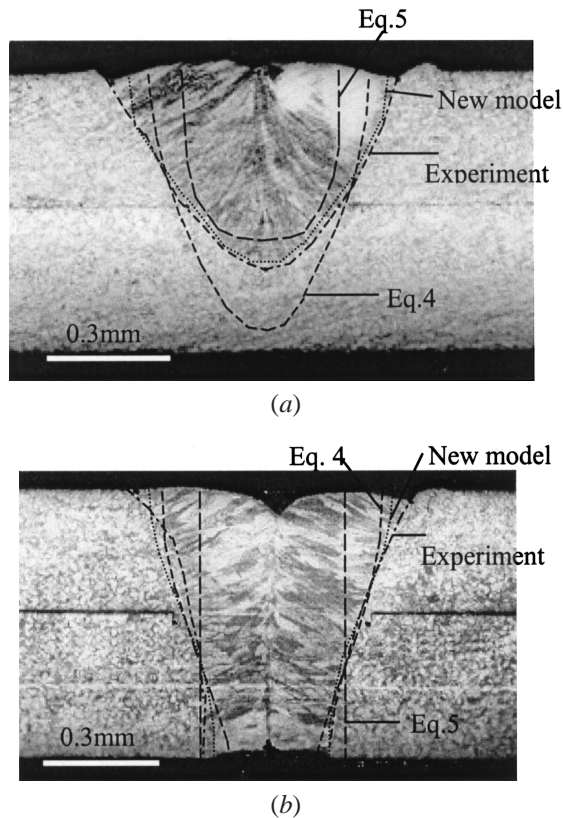 Eq.5
New model
Experiment
Eq.4
0.3mm
(a)
Eq. 4
New model
Experiment
Eq.5
0.3mm
(b)